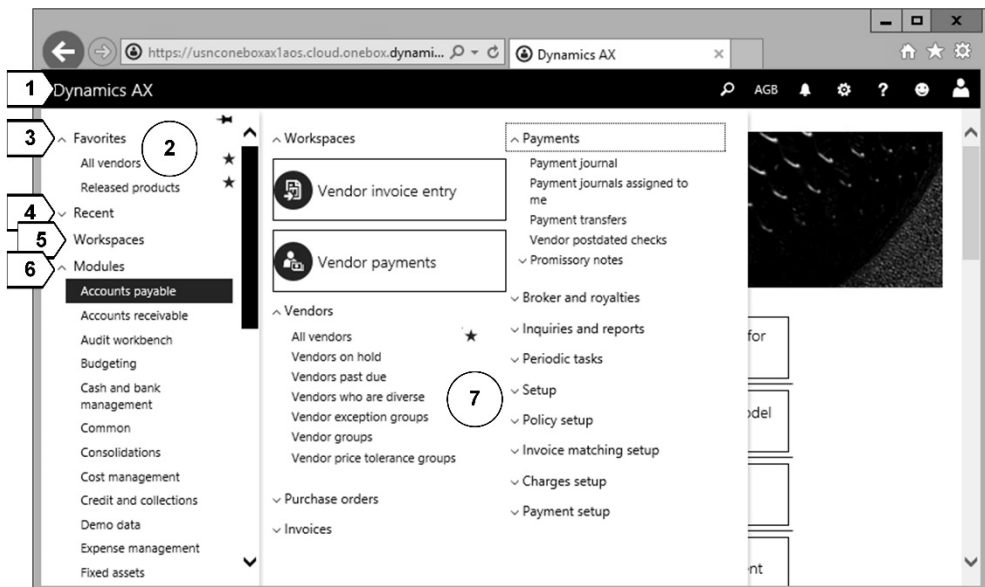 https://usnconeboxax1aos.cloud.onebox.dynami...
Dynamics AX
1
Dynamics AX
AGB
?
3
Favorites
2
All vendors
Released products
4
Recent
5
Workspaces
6
Modules
Accounts payable
Accounts receivable
Audit workbench
Budgeting
Cash and bank
management
Common
Consolidations
Cost management
Credit and collections
Demo data
Expense management
Fixed assets
Workspaces
Vendor invoice entry
Vendor payments
Vendors
All vendors
Vendors on hold
Vendors past due
Vendors who are diverse
Vendor exception groups
Vendor groups
Vendor price tolerance groups
7
Purchase orders
Invoices
Payments
Payment journal
Payment journals assigned to
me
Payment transfers
Vendor postdated checks
Promissory notes
Broker and royalties
Inquiries and reports
Periodic tasks
Setup
Policy setup
Invoice matching setup
Charges setup
Payment setup
for
odel
nt